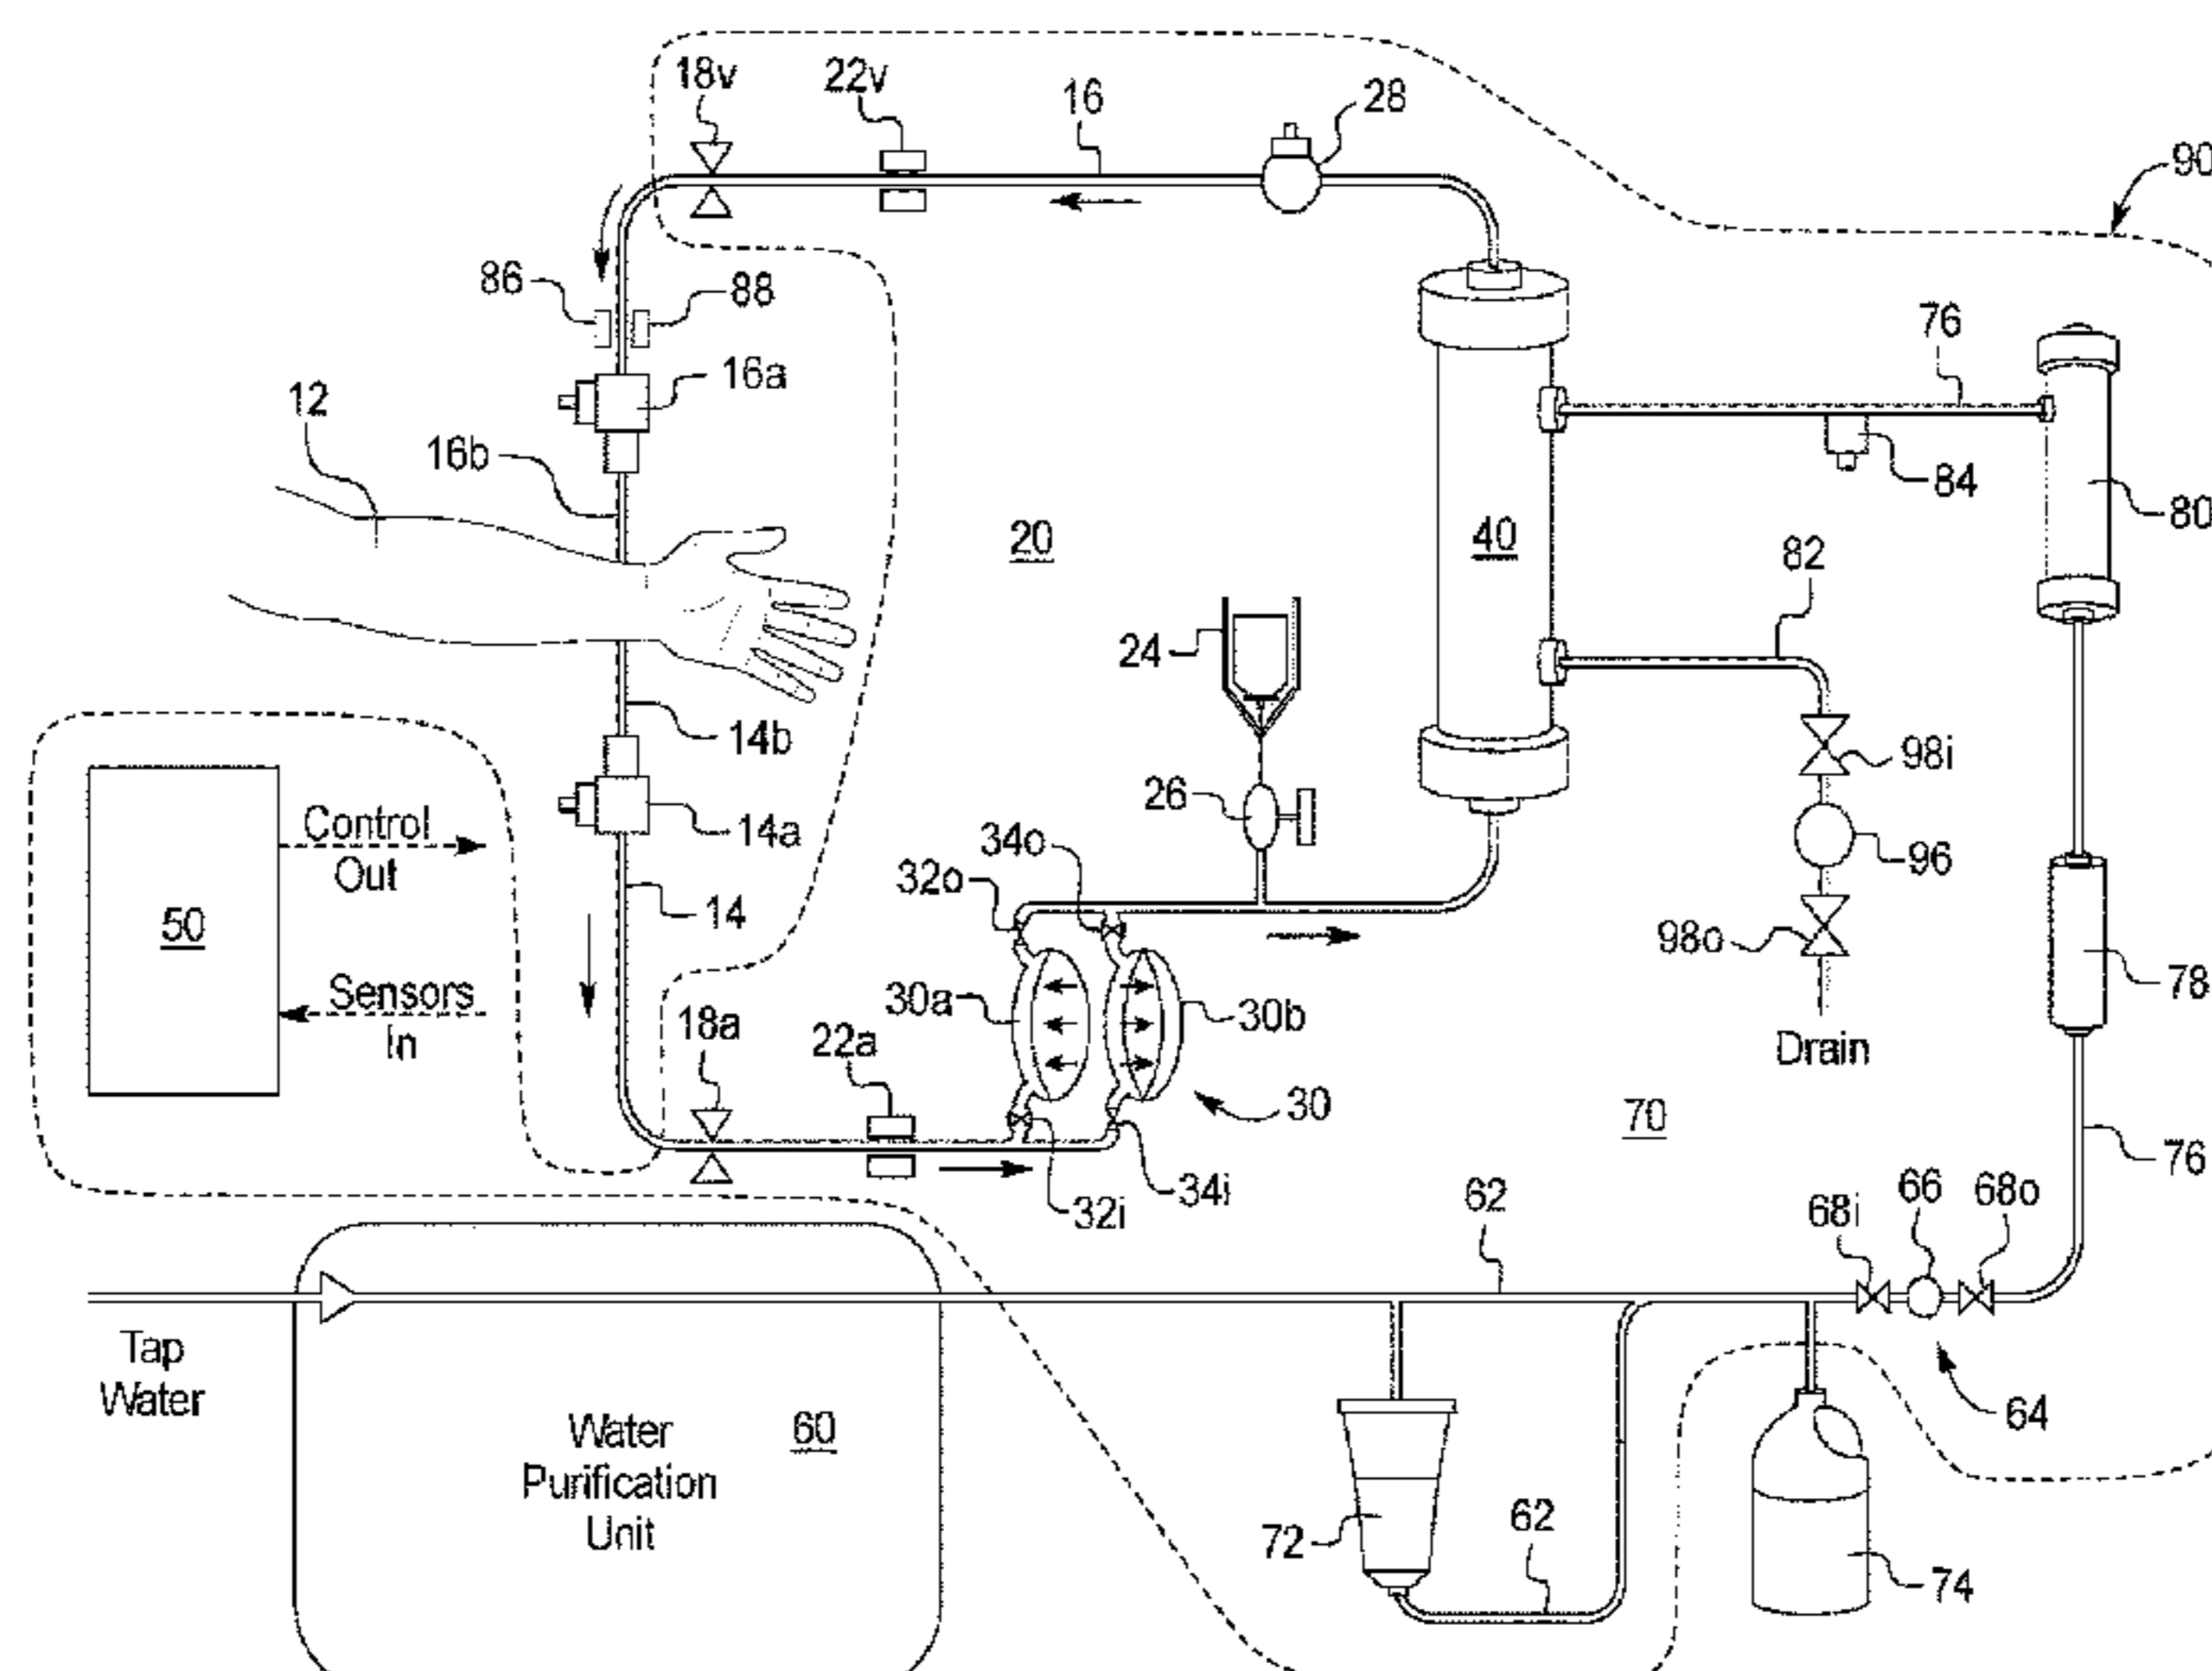 18v
22v
16
28
90
86
88
76
12
16a
16b
84
80
20
40
82
24
14b
98i
26
Control
Out
14a
34o
96
32o
50
14
98o
78
Sensors
In
30a
30b
18a
22a
Drain
30
70
76
34i
32i
62
68i
66
68o
Tap
Water
Water
Purification
Unit
60
64
72
62
74